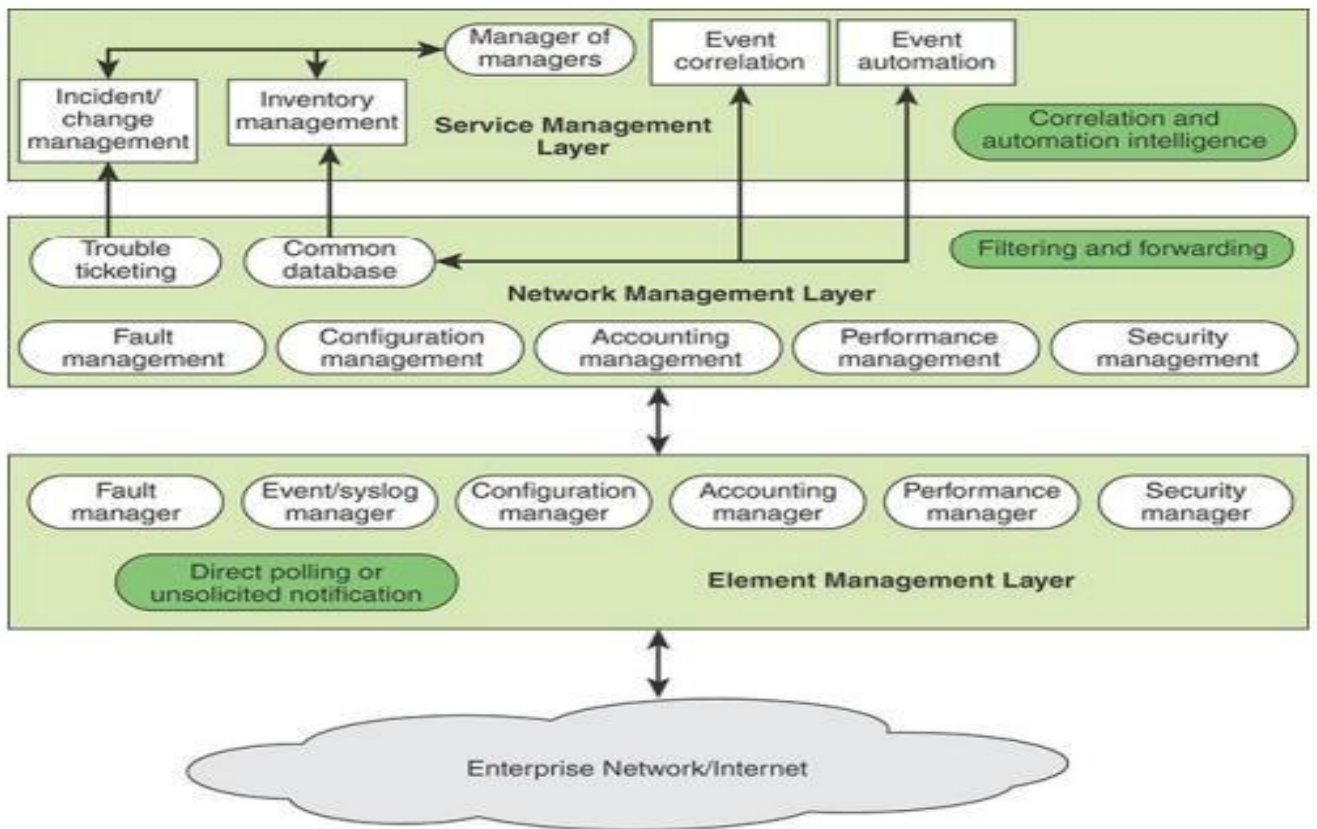 Manager of
managers
Event
correlation
Event
automation
Incident/
change
management
Inventory
management
Service Management
Layer
Correlation and
automation intelligence
Trouble
ticketing
Common
database
Filtering and forwarding
Network Management Layer
Fault
management
Configuration
management
Accounting
management
Performance
management
Security
management
Fault
manager
Event/syslog
manager
Configuration
manager
Accounting
manager
Performance
manager
Security
manager
Direct polling or
unsolicited notification
Element Management Layer
Enterprise Network/Internet